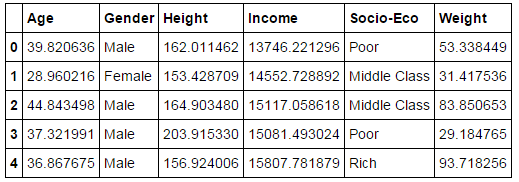 Age Gender Height Income Socio-Eco Weight
0 39.820636 Male 162.011462 13746.221296 Poor 53.338449
1 28.960216 Female 153.428709 14552.728892 Middle Class 31.417536
2 44.843498 Male 164.903480 15117.058618 Middle Class 83.850653
3 37.321991 Male 203.915330 15081.493024 Poor 29.184765
4 36.867675 Male 156.924006 15807.781879 Rich 93.718256